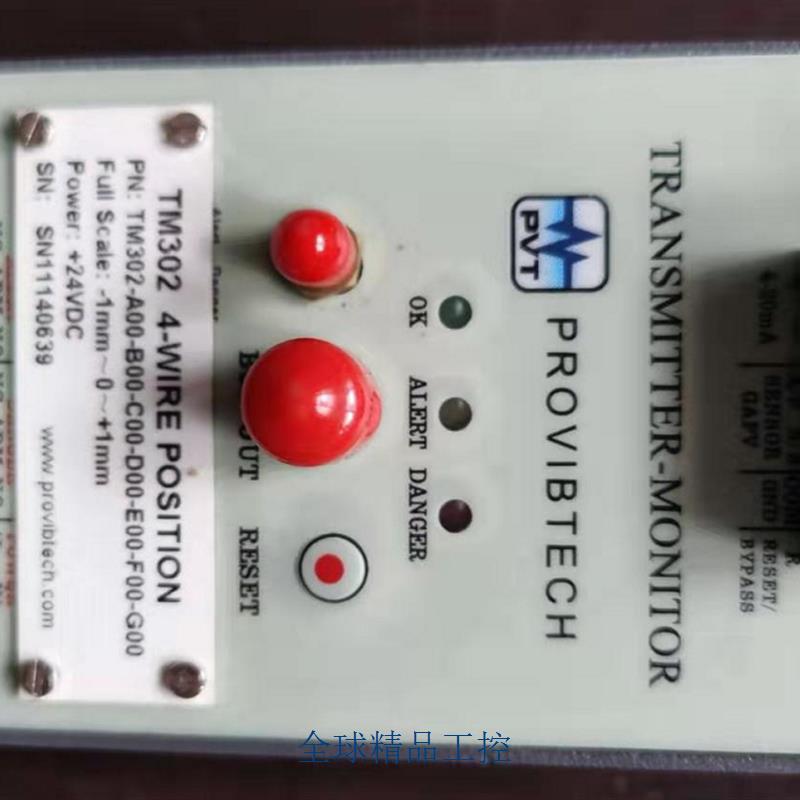 4-20mA
SENSOR
GND
RESET/
GAPV
BYPASS
TRANSMITTER-MONITOR
PVT
PROVIBTECH
OK
ALERT
DANGER
RESET
TM302 4-WIRE POSITION
PN: TM302-A00-B00-C00-D00-E00-F00-G00
Full Scale: -1mm~0~+1mm
Power: +24VDC
SN: SN11140639 www.provibtech.com
全球精品工控